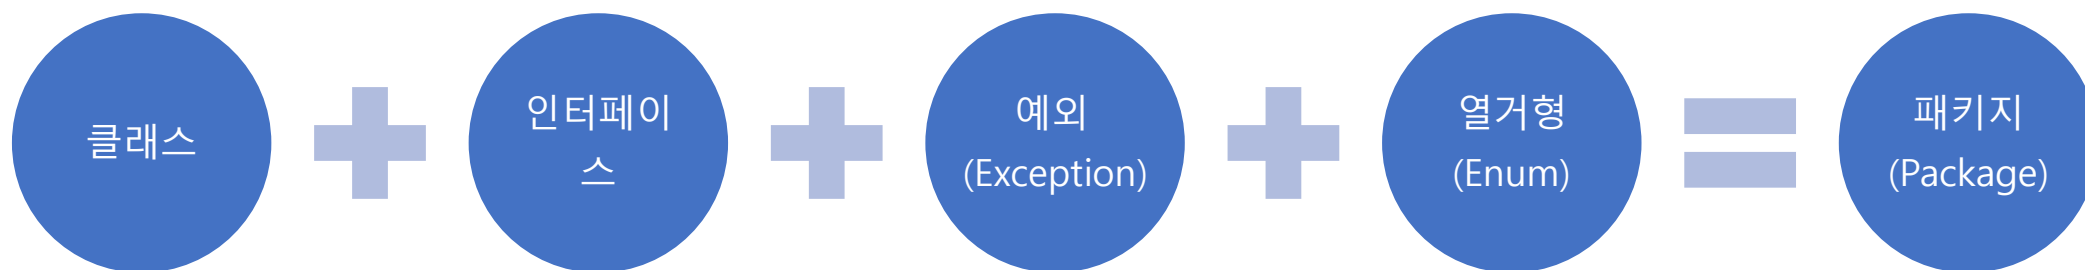 클래스
인터페이
스
예외
(Exception)
열거형
(Enum)
패키지
(Package)